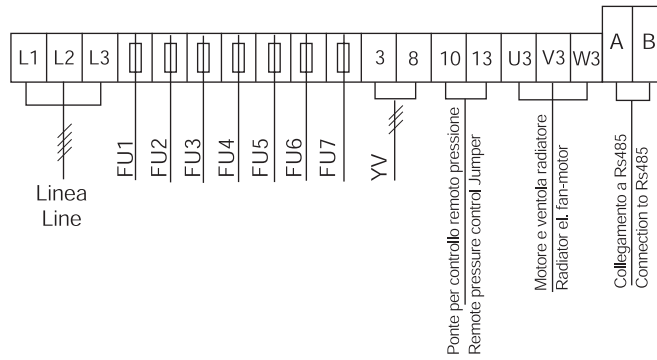 L1 L2 L3 3 8 10 13 U3 V3 W3 A B
FU1
FU2
FU3
FU4
FU5
FU6
FU7
YV
Linea
Line
Ponte per controllo remoto pressione
Remote pressure control Jumper
Motore e ventola radiatore
Radiator el. fan-motor
Collegamento a Rs485
Connection to Rs485